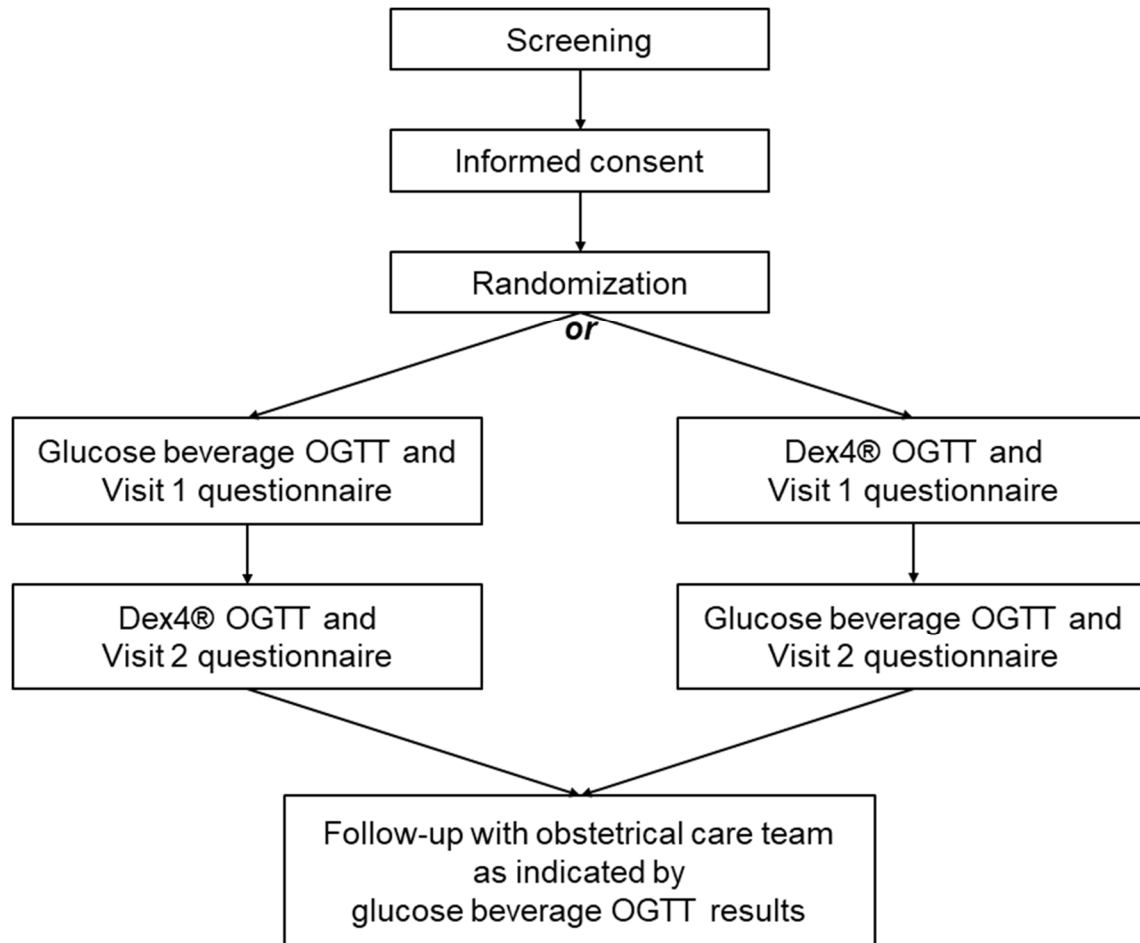 Screening
Informed consent
Randomization
or
Glucose beverage OGTT and
Visit 1 questionnaire
Dex4® OGTT and
Visit 1 questionnaire
Dex4® OGTT and
Visit 2 questionnaire
Glucose beverage OGTT and
Visit 2 questionnaire
Follow-up with obstetrical care team
as indicated by
glucose beverage OGTT results